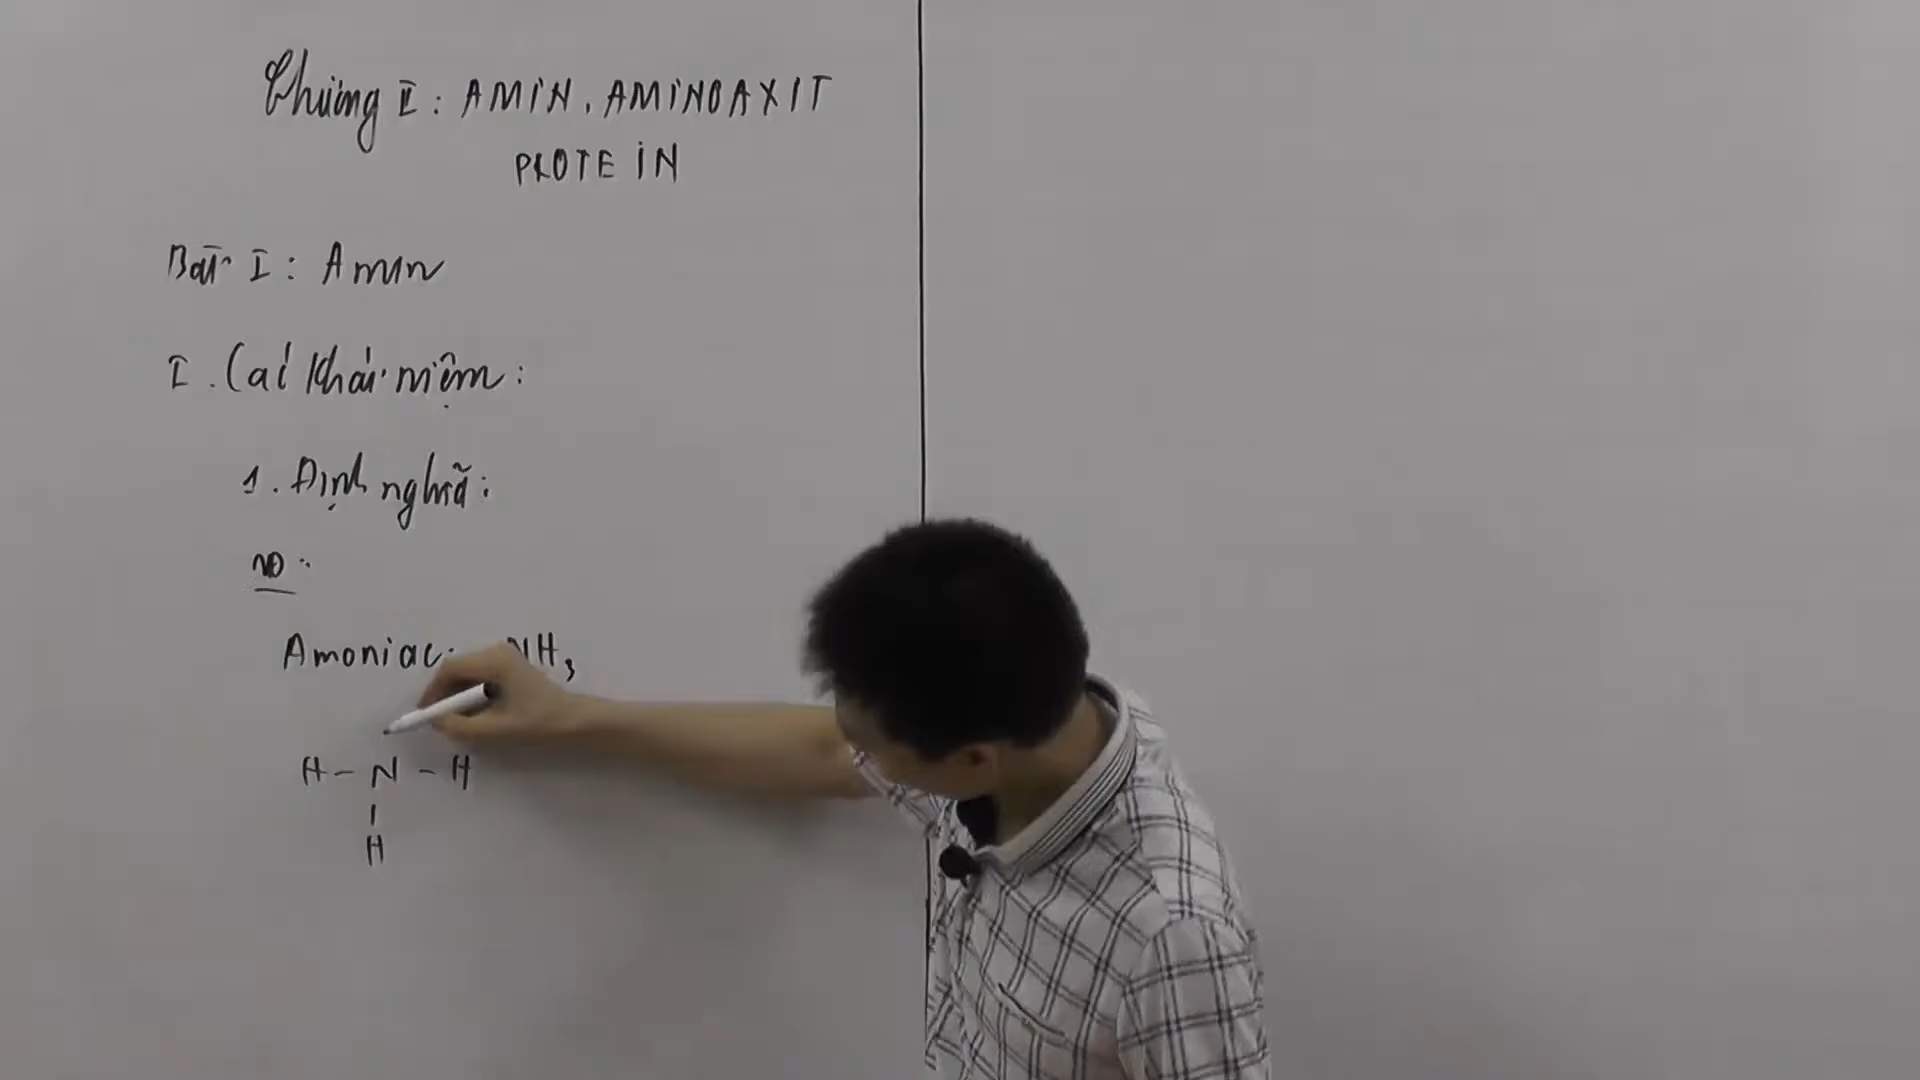 Chương II: AMIN, AMINOAXIT
PROTEIN
Bài I: Amin
I. Các khái niệm:
1. Định nghĩa:
VD:
Amoniac: NH3
H - N - H
|
H